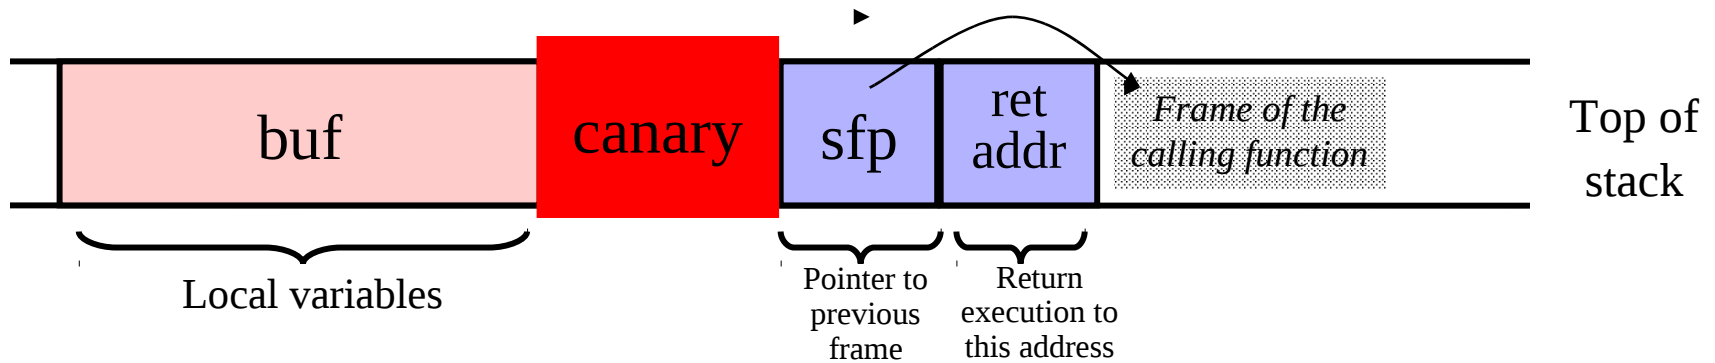 buf
canary
sfp
ret
addr
Frame of the
calling function
Top of
stack
Local variables
Pointer to
previous
frame
Return
execution to
this address